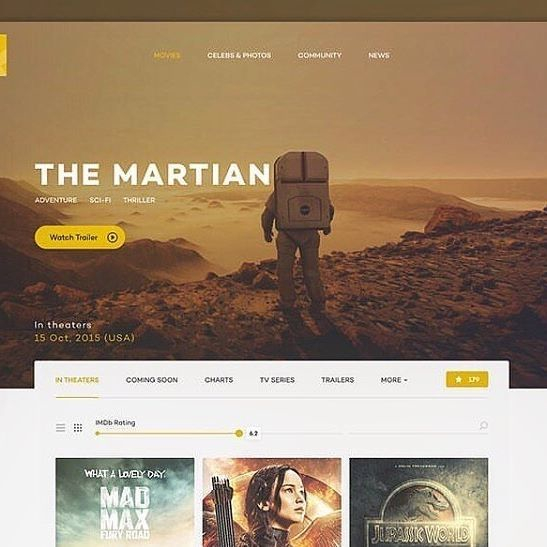 MOVIES CELEBS & PHOTOS COMMUNITY NEWS
THE MARTIAN
ADVENTURE SCI-FI THRILLER
Watch Trailer
In theaters
15 Oct, 2015 (USA)
IN THEATERS COMING SOON CHARTS TV SERIES TRAILERS MORE 179
IMDb Rating
6.2
WHAT A LOVELY DAY.
MAD
MAX
FURY ROAD
JURASSIC WORLD